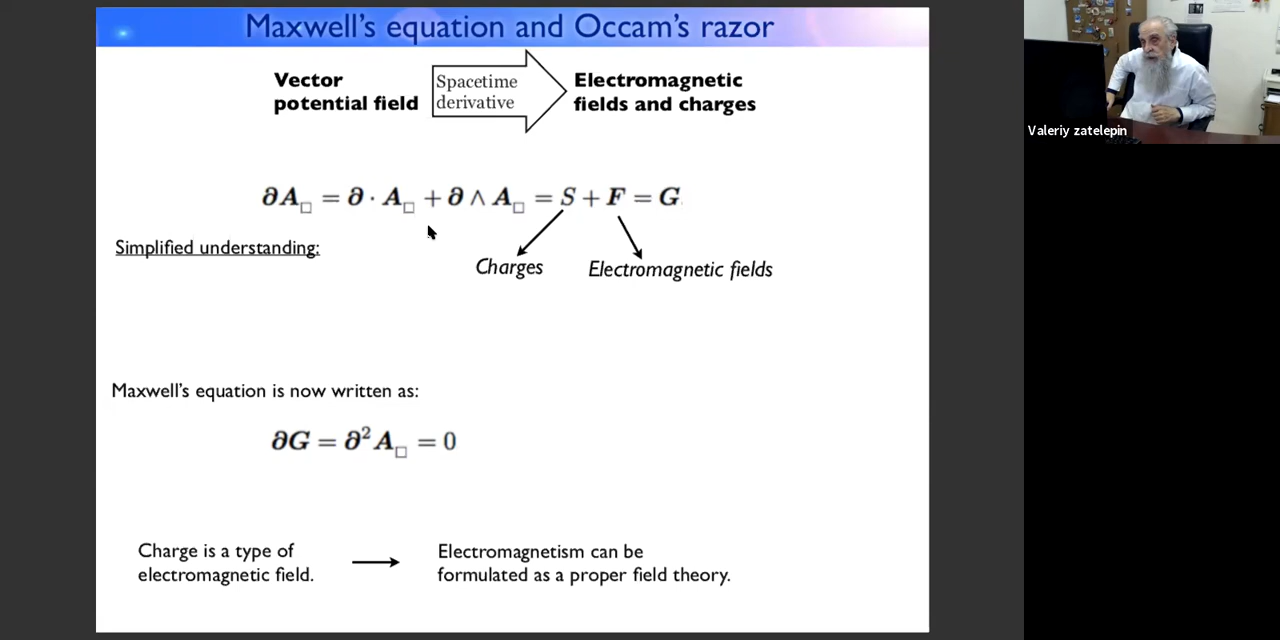 Maxwell's equation and Occam's razor
Vector
potential field
Spacetime
derivative
Electromagnetic
fields and charges
∂A□ = ∂ · A□ + ∂ ∧ A□ = S + F = G
Simplified understanding:
Charges
Electromagnetic fields
Maxwell's equation is now written as:
∂G = ∂²A□ = 0
Charge is a type of
electromagnetic field.
Electromagnetism can be
formulated as a proper field theory.
Valeriy zatelepin